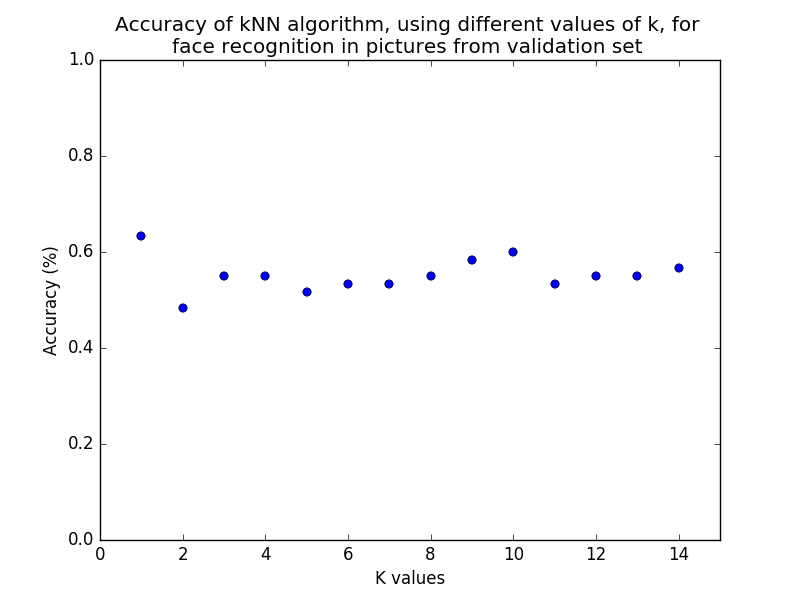 Accuracy of kNN algorithm, using different values of k, for
face recognition in pictures from validation set
1.0
0.8
0.6
0.4
0.2
0.0
Accuracy (%)
0 2 4 6 8 10 12 14
K values